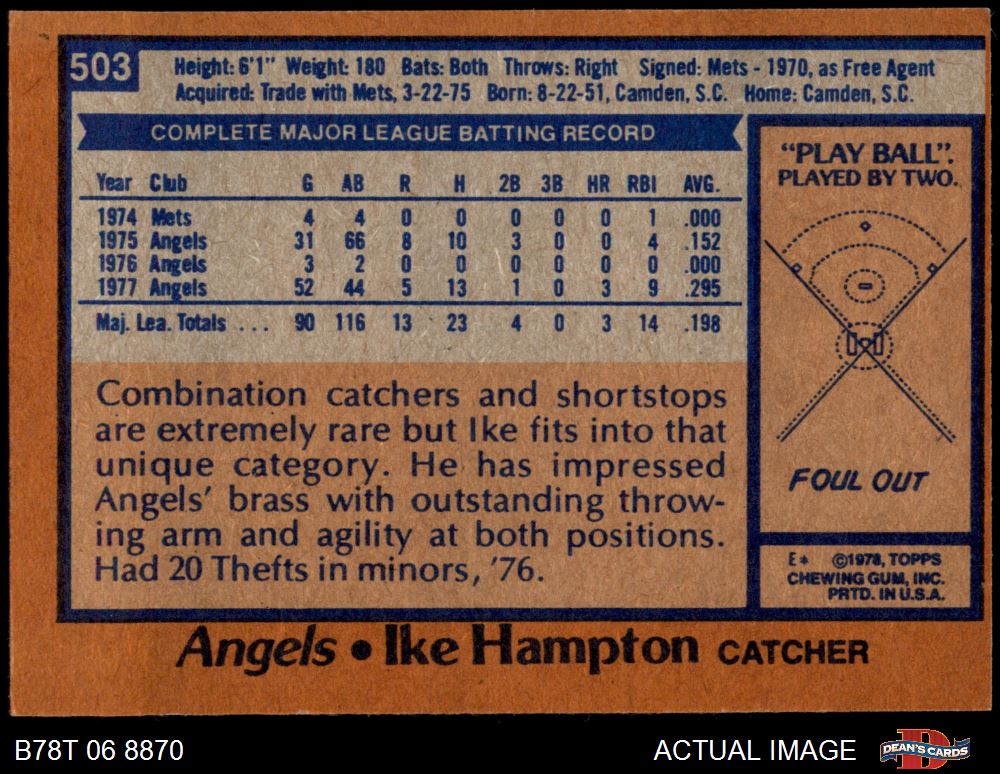 503
Height: 6'1" Weight: 180 Bats: Both Throws: Right Signed: Mets - 1970, as Free Agent
Acquired: Trade with Mets, 3-22-75 Born: 8-22-51, Camden, S.C. Home: Camden, S.C.
COMPLETE MAJOR LEAGUE BATTING RECORD
Year Club G AB R H 2B 3B HR RBI AVG.
1974 Mets 4 4 0 0 0 0 0 1 .000
1975 Angels 31 66 8 10 3 0 0 4 .152
1976 Angels 3 2 0 0 0 0 0 0 .000
1977 Angels 52 44 5 13 1 0 3 9 .295
Maj. Lea. Totals ... 90 116 13 23 4 0 3 14 .198
Combination catchers and shortstops
are extremely rare but Ike fits into that
unique category. He has impressed
Angels' brass with outstanding throw-
ing arm and agility at both positions.
Had 20 Thefts in minors, '76.
"PLAY BALL".
PLAYED BY TWO.
FOUL OUT
E* ©1978, TOPPS
CHEWING GUM, INC.
PRTD. IN U.S.A.
Angels • Ike Hampton CATCHER
B78T 06 8870
ACTUAL IMAGE
B
DEAN'S CARDS